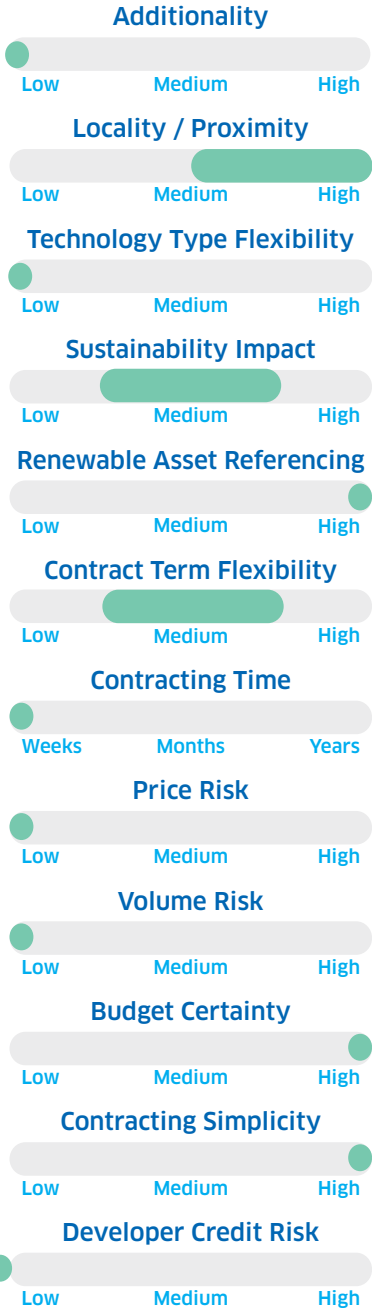 Additionality
Low Medium High
Locality / Proximity
Low Medium High
Technology Type Flexibility
Low Medium High
Sustainability Impact
Low Medium High
Renewable Asset Referencing
Low Medium High
Contract Term Flexibility
Low Medium High
Contracting Time
Weeks Months Years
Price Risk
Low Medium High
Volume Risk
Low Medium High
Budget Certainty
Low Medium High
Contracting Simplicity
Low Medium High
Developer Credit Risk
Low Medium High